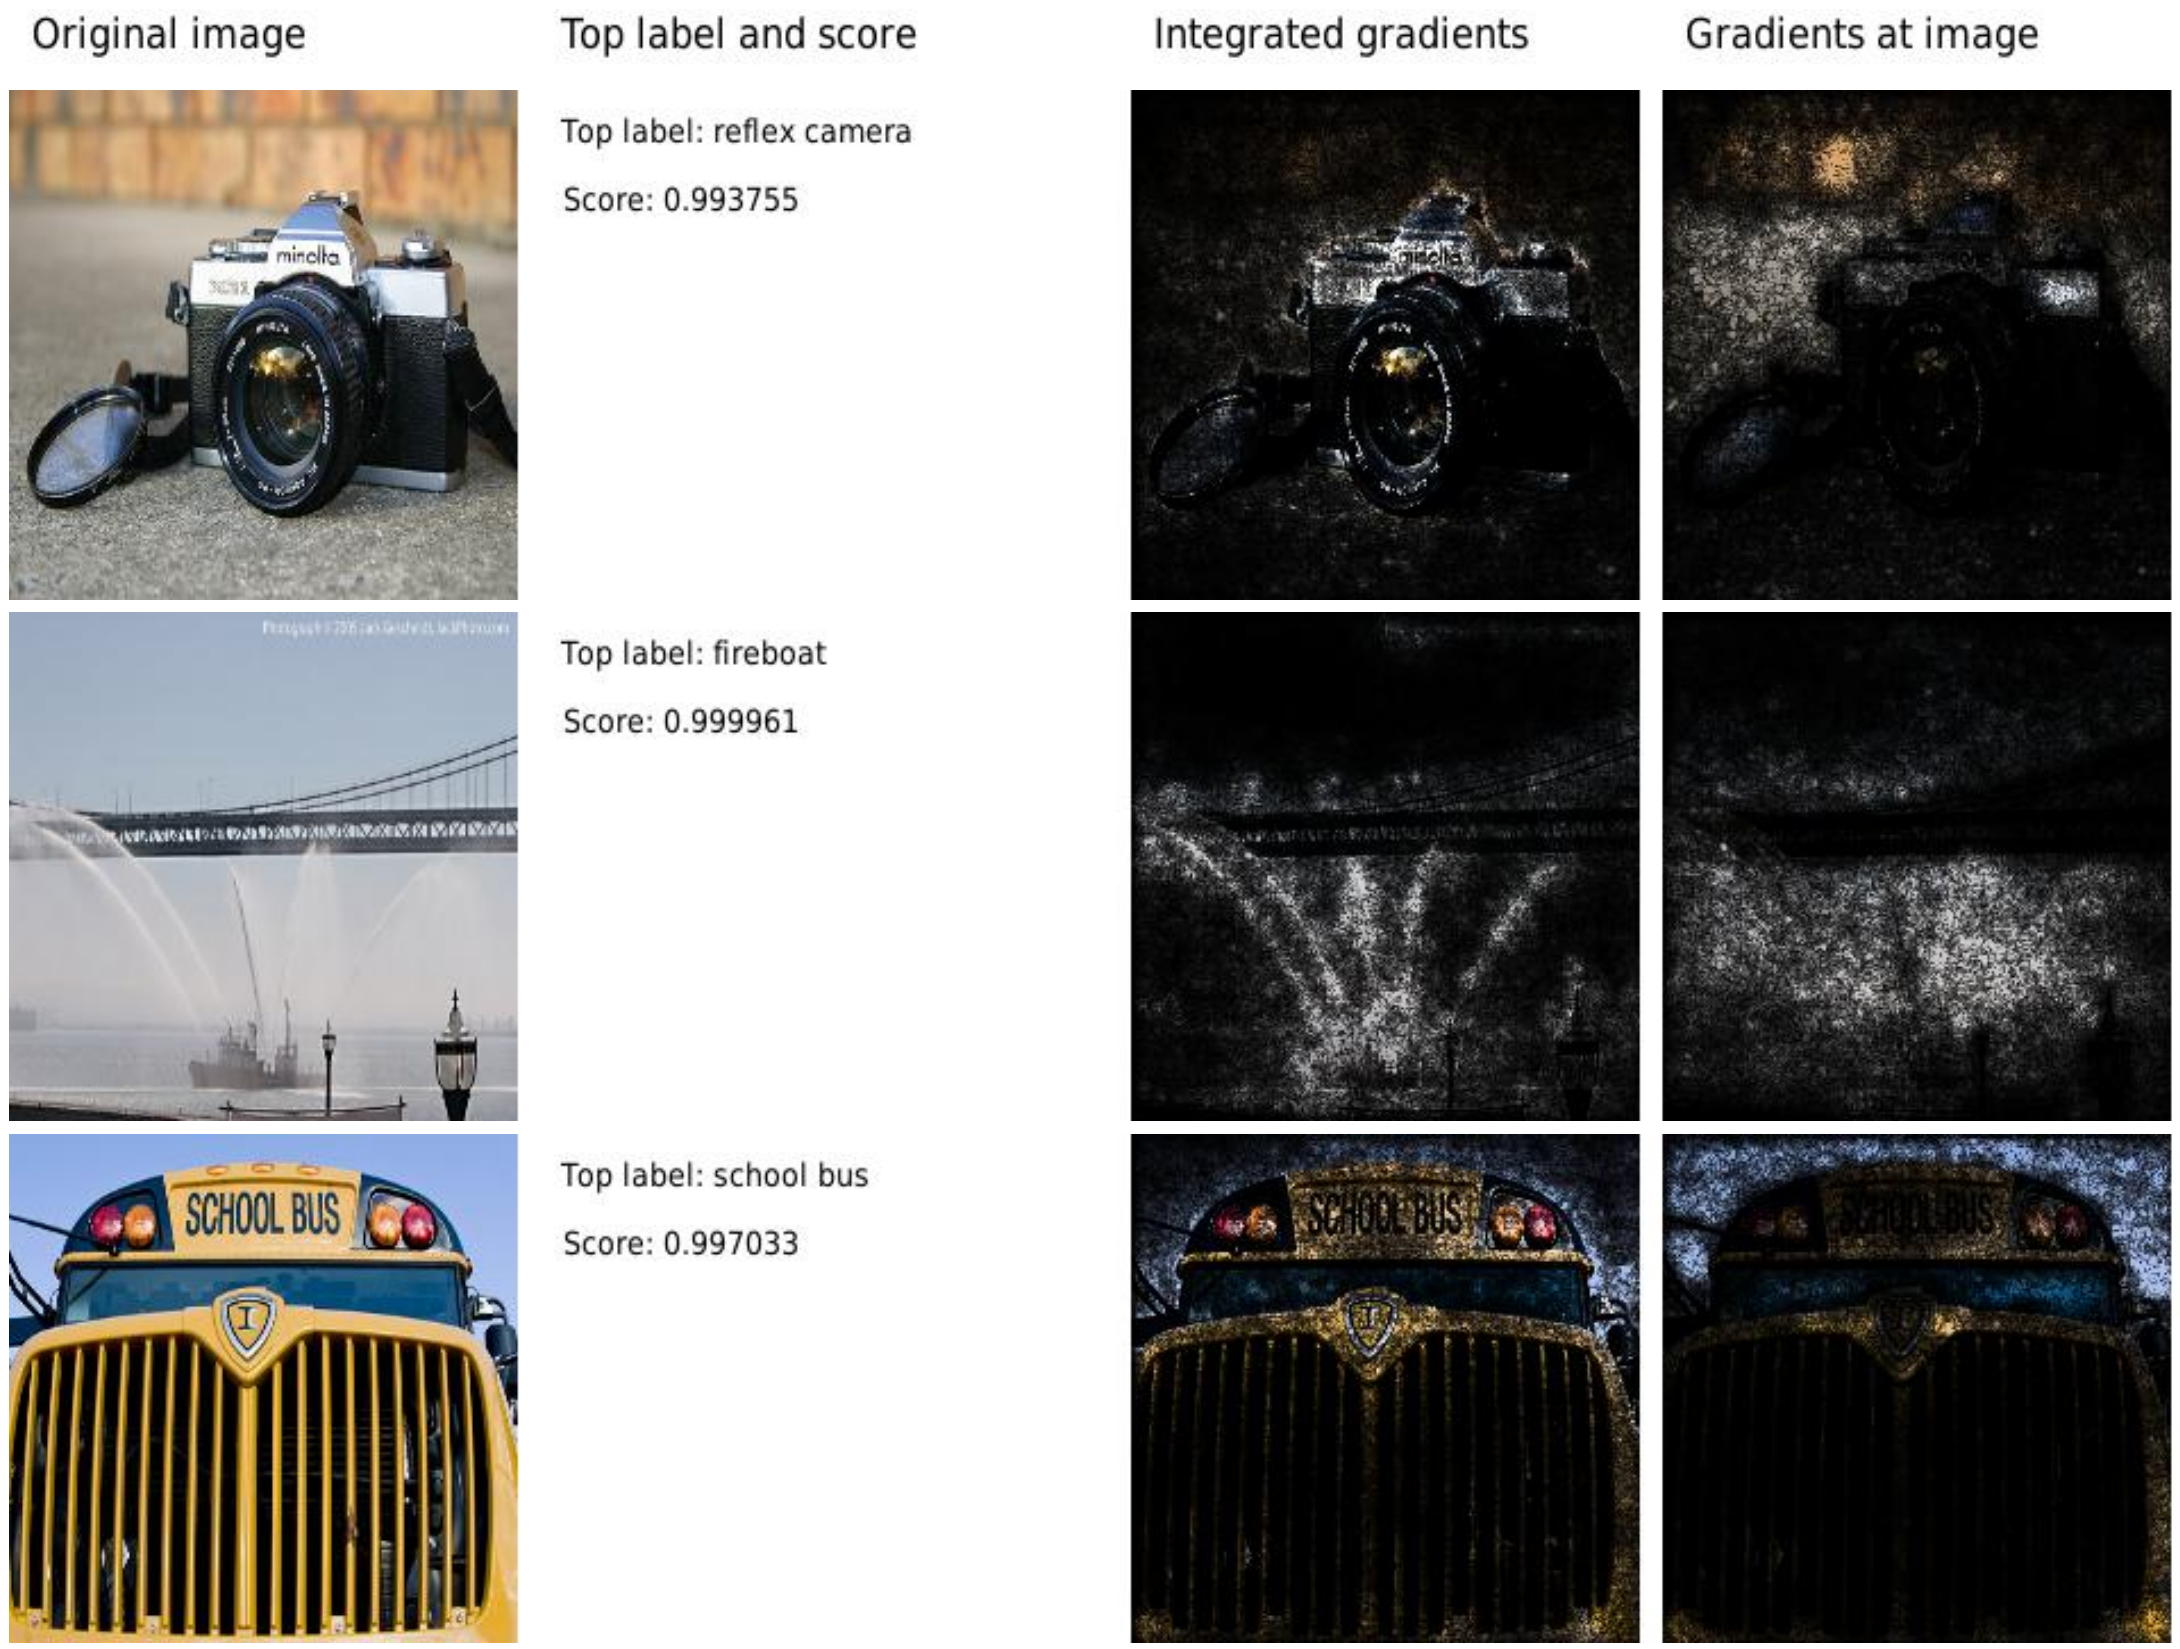 Original image
Top label and score
Integrated gradients
Gradients at image
minolta
Top label: reflex camera
Score: 0.993755
minolta
Top label: fireboat
Score: 0.999961
SCHOOL BUS
I
Top label: school bus
Score: 0.997033
SCHOOL BUS
I
SCHOOL BUS